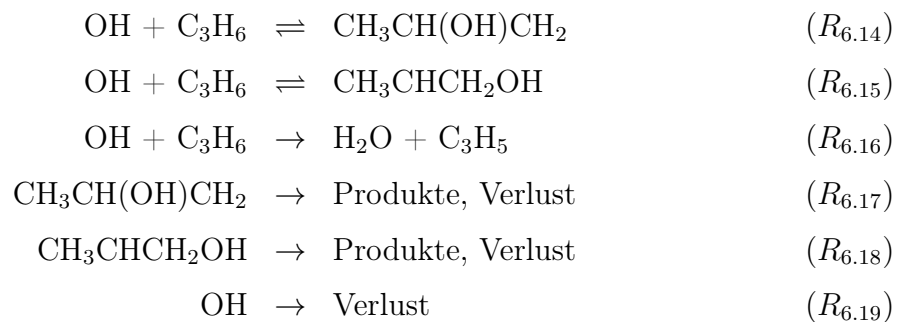 OH + C₃H₆ ⇌ CH₃CH(OH)CH₂ (R₆.₁₄)
OH + C₃H₆ ⇌ CH₃CHCH₂OH (R₆.₁₅)
OH + C₃H₆ → H₂O + C₃H₅ (R₆.₁₆)
CH₃CH(OH)CH₂ → Produkte, Verlust (R₆.₁₇)
CH₃CHCH₂OH → Produkte, Verlust (R₆.₁₈)
OH → Verlust (R₆.₁₉)